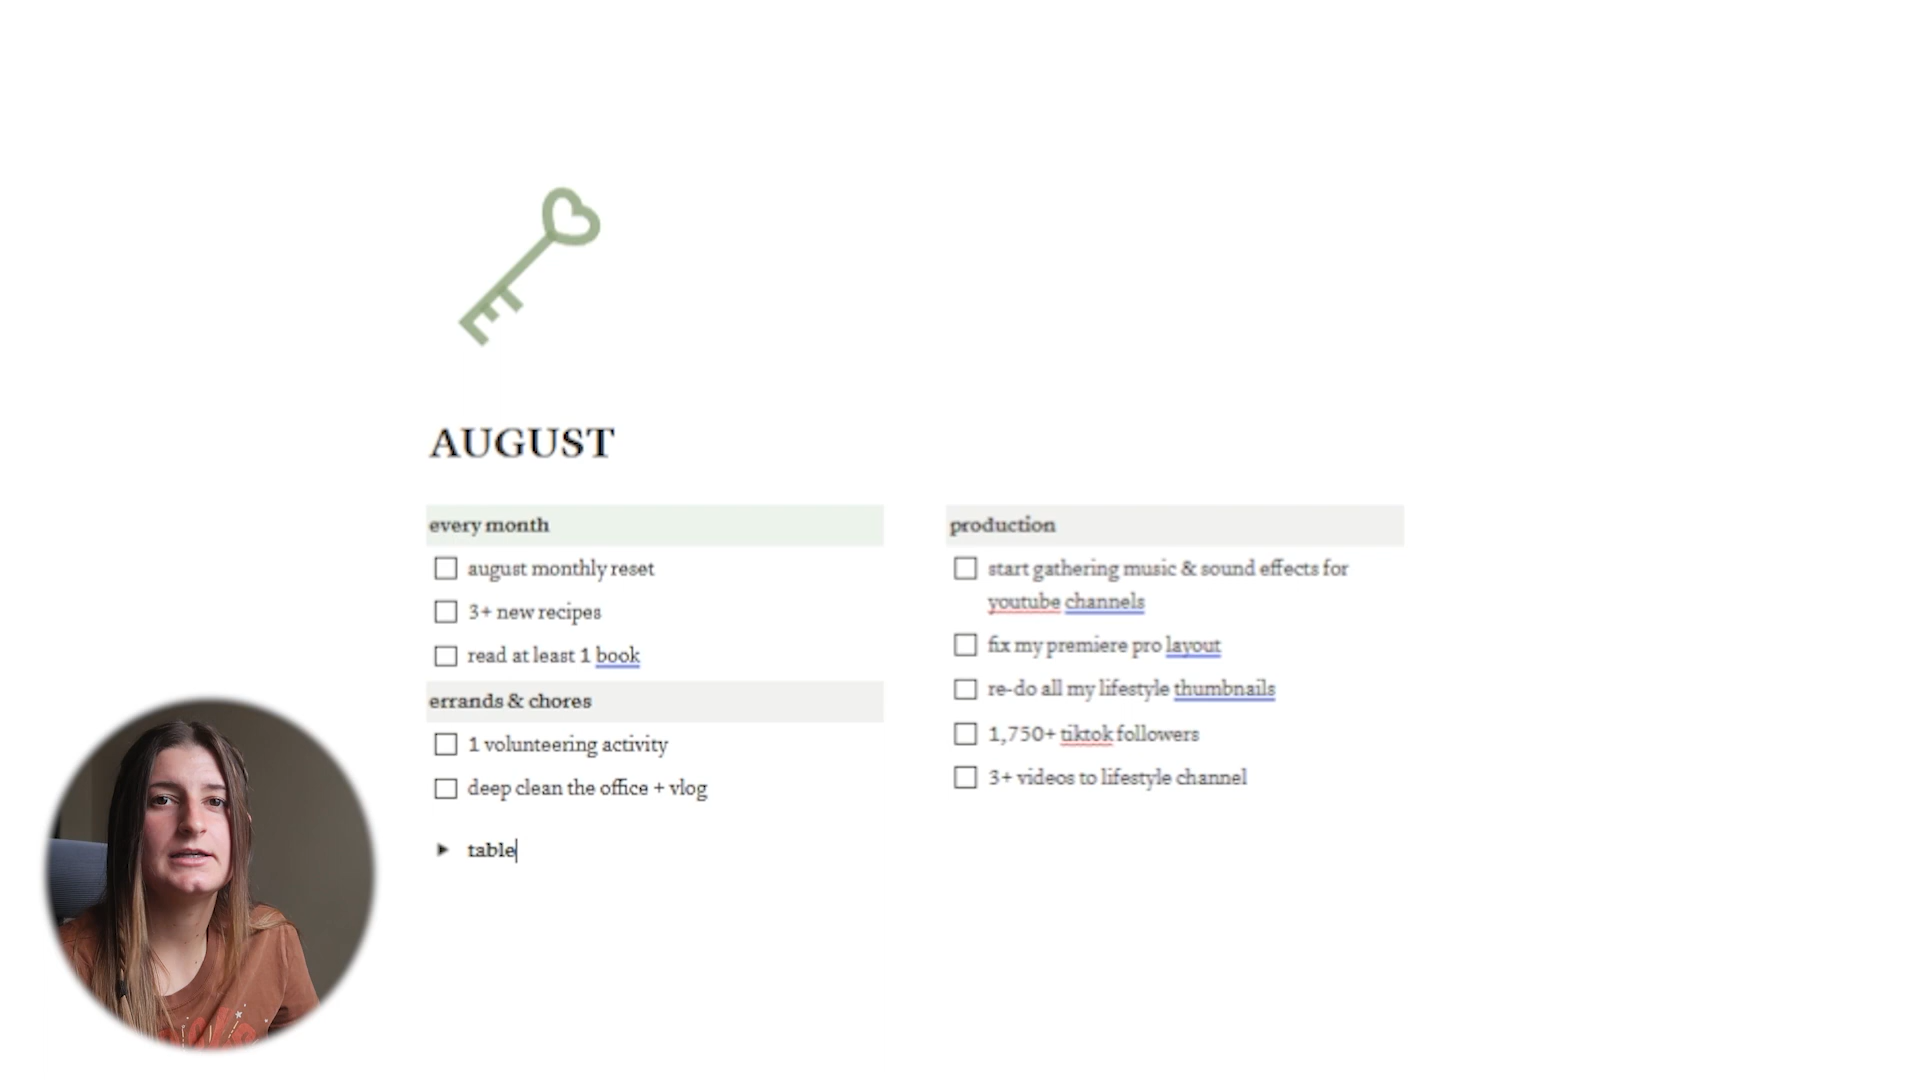 AUGUST
every month
august monthly reset
3+ new recipes
read at least 1 book
errands & chores
1 volunteering activity
deep clean the office + vlog
table
production
start gathering music & sound effects for
youtube channels
fix my premiere pro layout
re-do all my lifestyle thumbnails
1,750+ tiktok followers
3+ videos to lifestyle channel